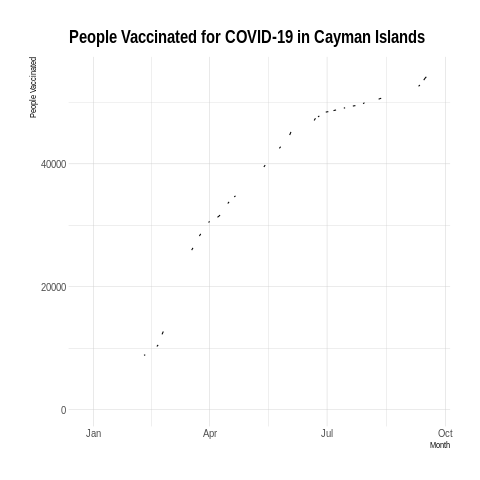 People Vaccinated for COVID-19 in Cayman Islands
People Vaccinated
40000
20000
0
Jan Apr Jul Oct
Month